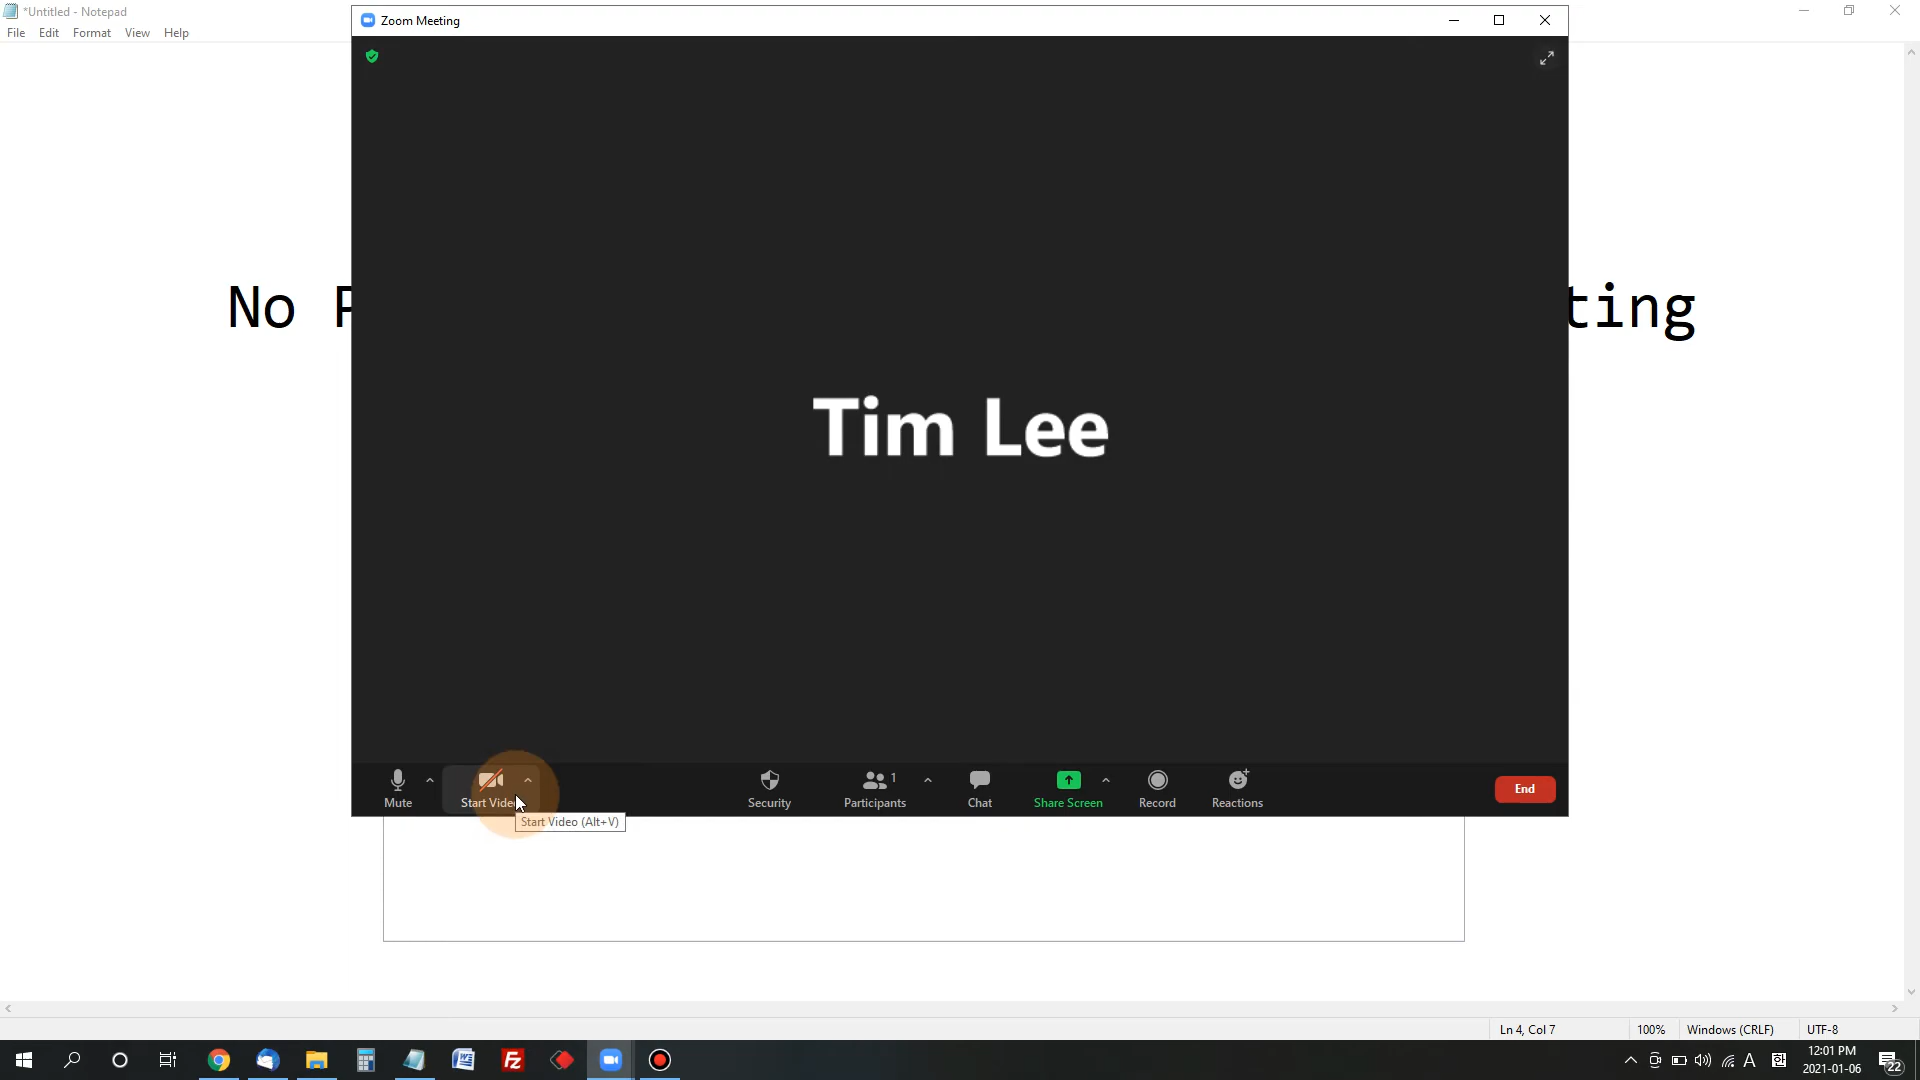 *Untitled - Notepad
File Edit Format View Help
Zoom Meeting
No
Tim Lee
Mute
Start Video
Start Video (Alt+V)
Security
1
Participants
Chat
Share Screen
Record
Reactions
End
Ln 4, Col 7
100%
Windows (CRLF)
UTF-8
A
12:01 PM
2021-01-06
22